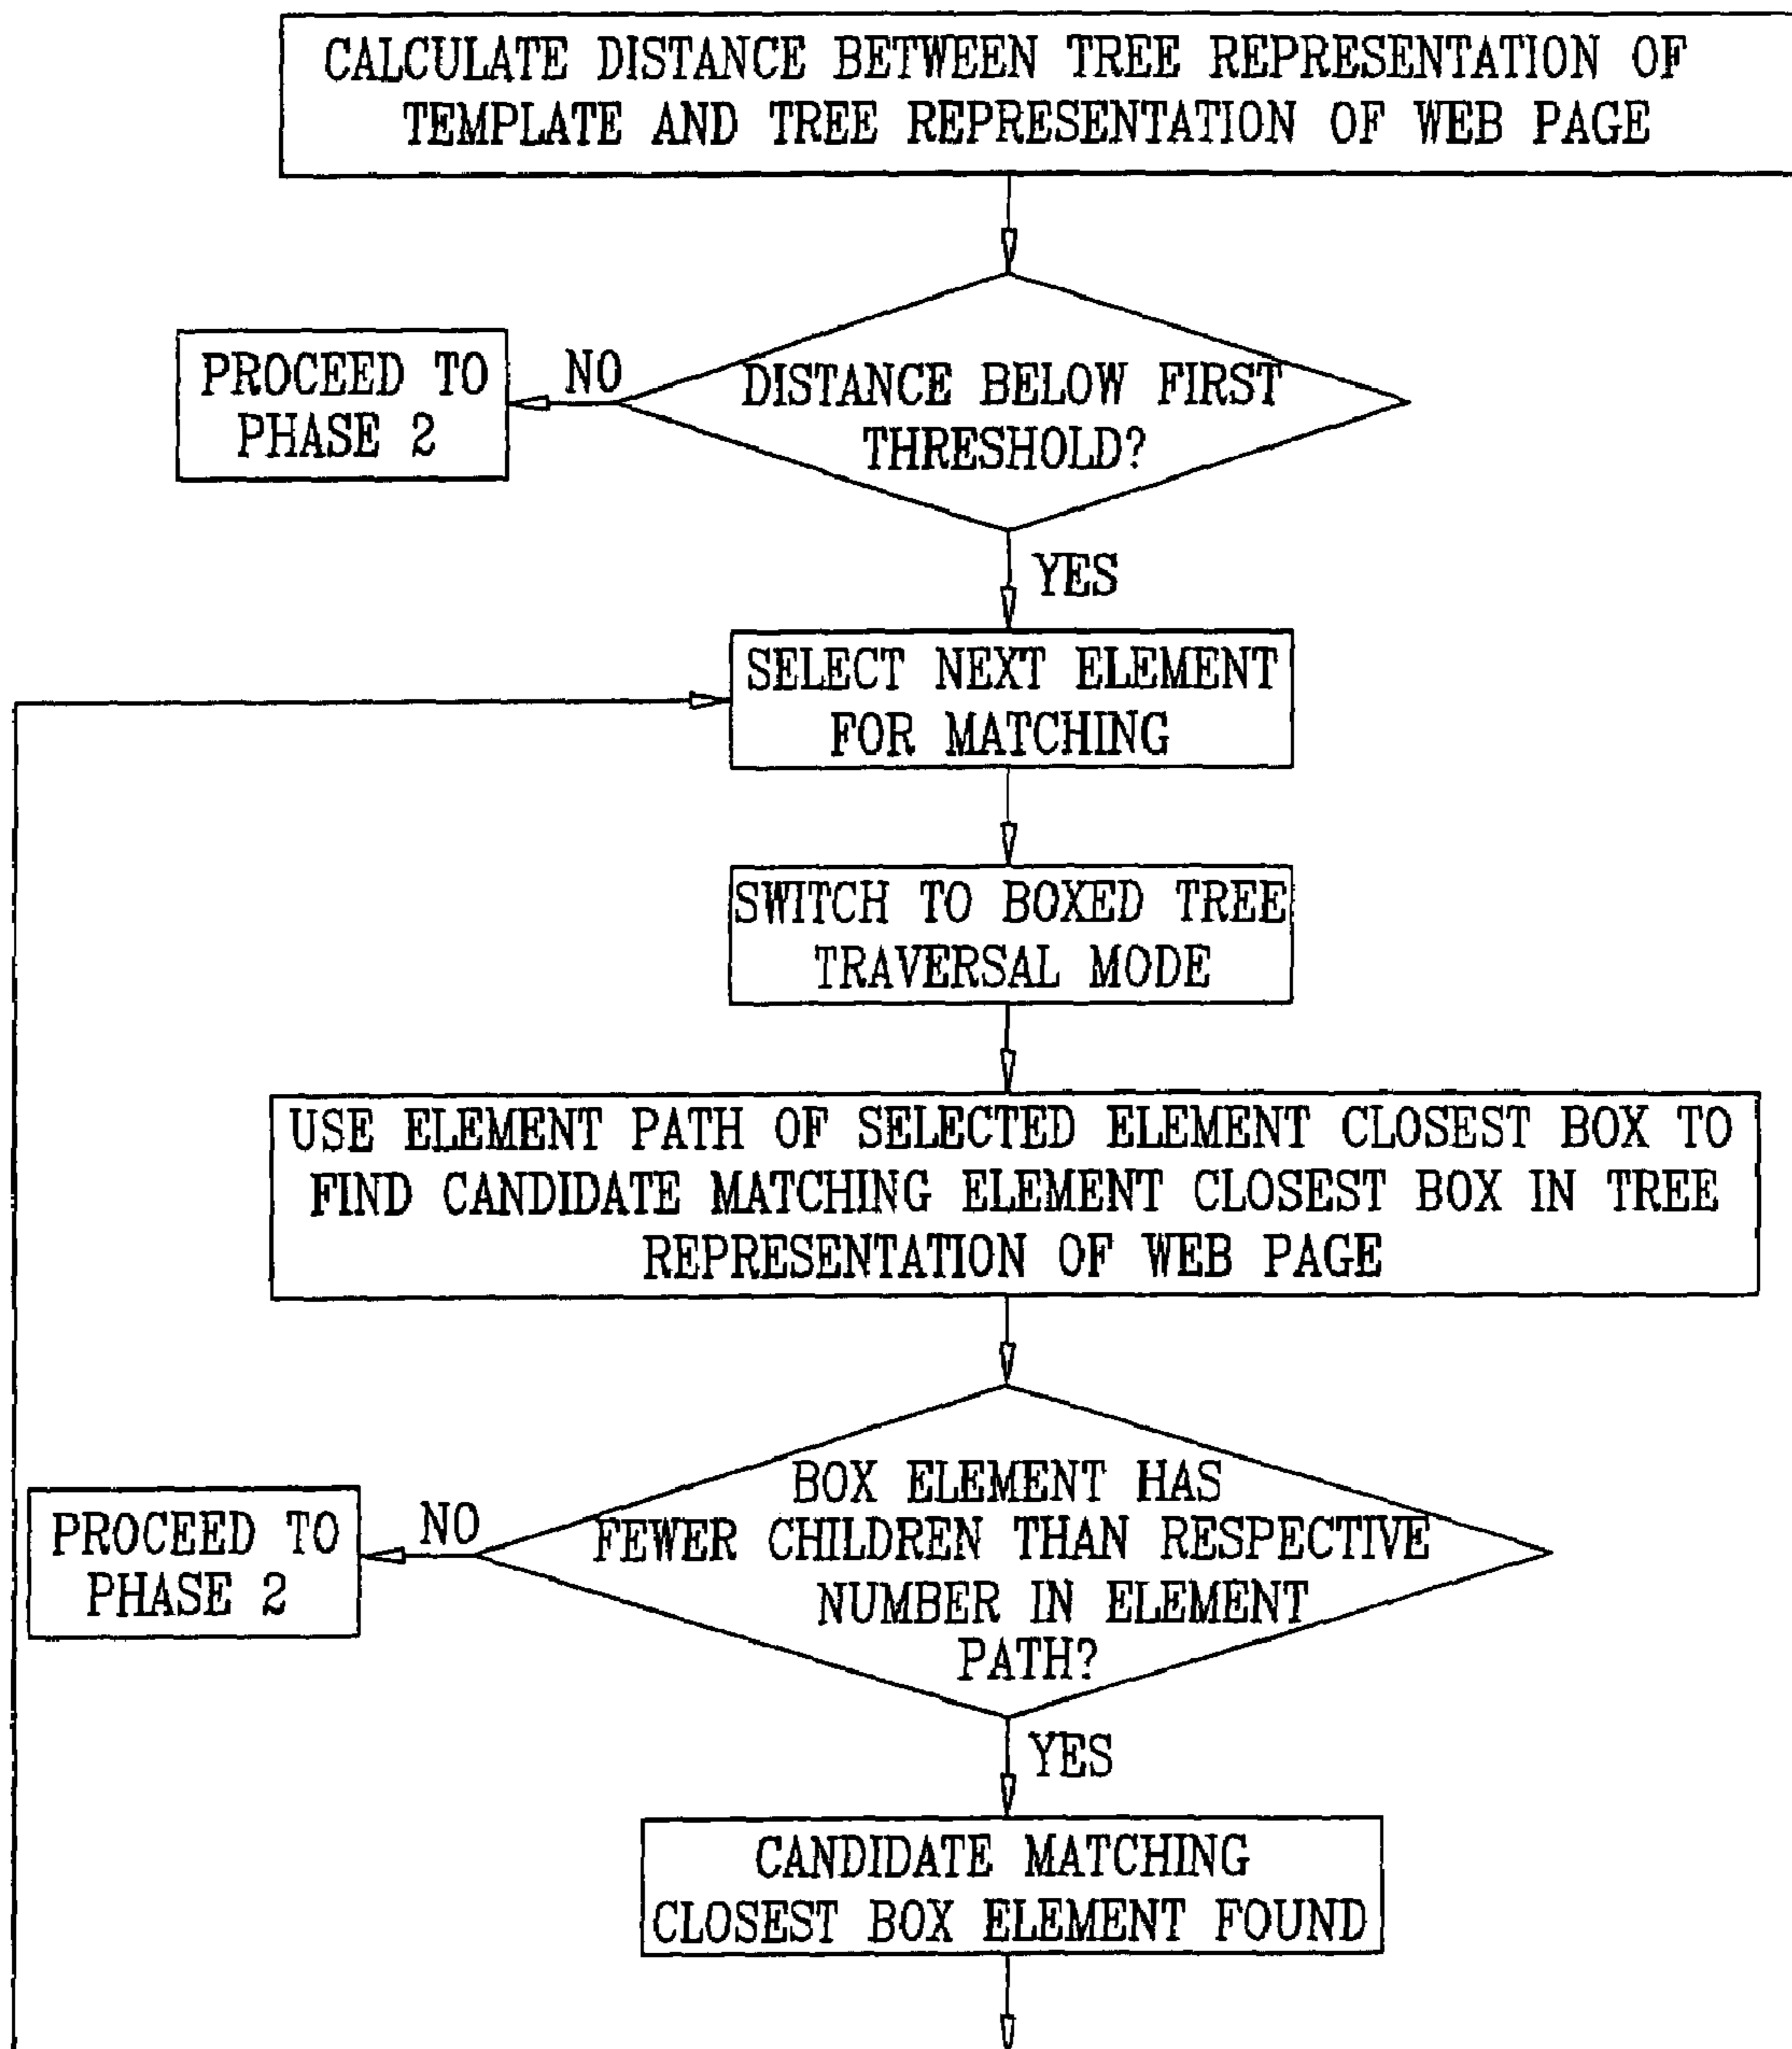 CALCULATE DISTANCE BETWEEN TREE REPRESENTATION OF
TEMPLATE AND TREE REPRESENTATION OF WEB PAGE
DISTANCE BELOW FIRST
THRESHOLD?
NO
PROCEED TO
PHASE 2
YES
SELECT NEXT ELEMENT
FOR MATCHING
SWITCH TO BOXED TREE
TRAVERSAL MODE
USE ELEMENT PATH OF SELECTED ELEMENT CLOSEST BOX TO
FIND CANDIDATE MATCHING ELEMENT CLOSEST BOX IN TREE
REPRESENTATION OF WEB PAGE
BOX ELEMENT HAS
FEWER CHILDREN THAN RESPECTIVE
NUMBER IN ELEMENT
PATH?
NO
PROCEED TO
PHASE 2
YES
CANDIDATE MATCHING
CLOSEST BOX ELEMENT FOUND